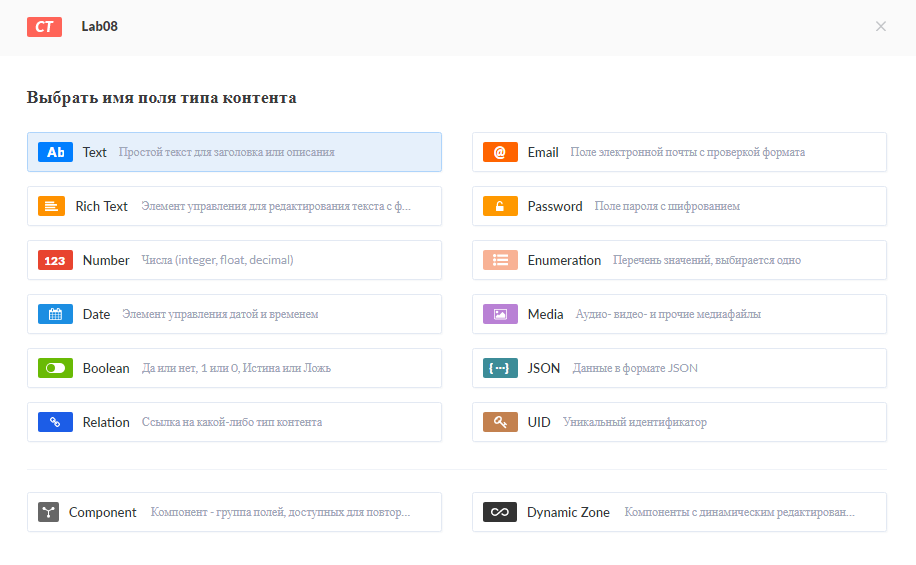 CT Lab08 ×
Выбрать имя поля типа контента
Ab Text Простой текст для заголовка или описания
@ Email Поле электронной почты с проверкой формата
Rich Text Элемент управления для редактирования текста с ф...
Password Поле пароля с шифрованием
123 Number Числа (integer, float, decimal)
Enumeration Перечень значений, выбирается одно
Date Элемент управления датой и временем
Media Аудио- видео- и прочие медиафайлы
Boolean Да или нет, 1 или 0, Истина или Ложь
{···} JSON Данные в формате JSON
Relation Ссылка на какой-либо тип контента
UID Уникальный идентификатор
Component Компонент - группа полей, доступных для повтор...
Dynamic Zone Компоненты с динамическим редактирован...